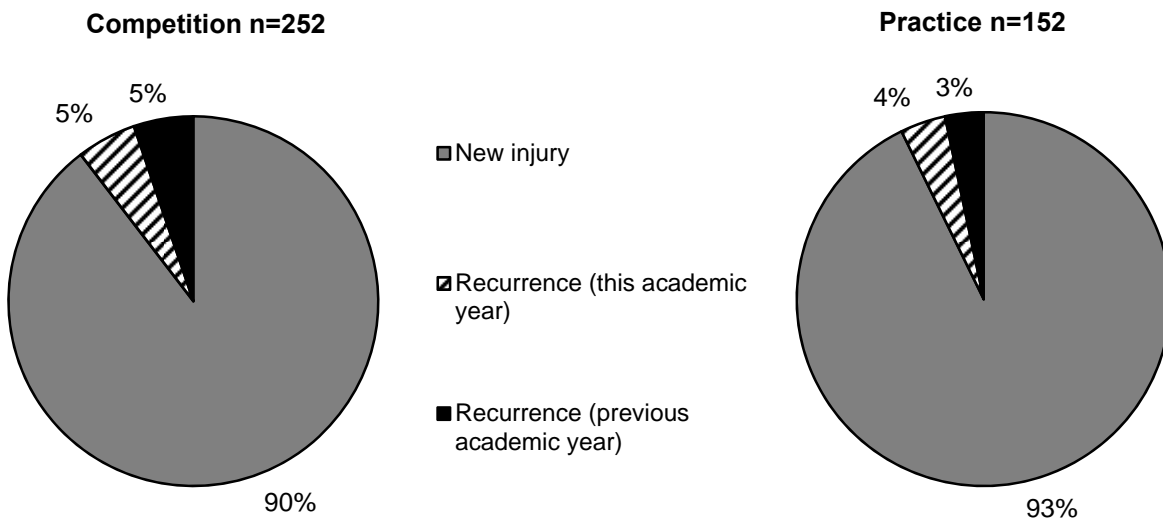 Competition n=252
5%
5%
90%
New injury
Recurrence (this academic
year)
Recurrence (previous
academic year)
Practice n=152
4%
3%
93%